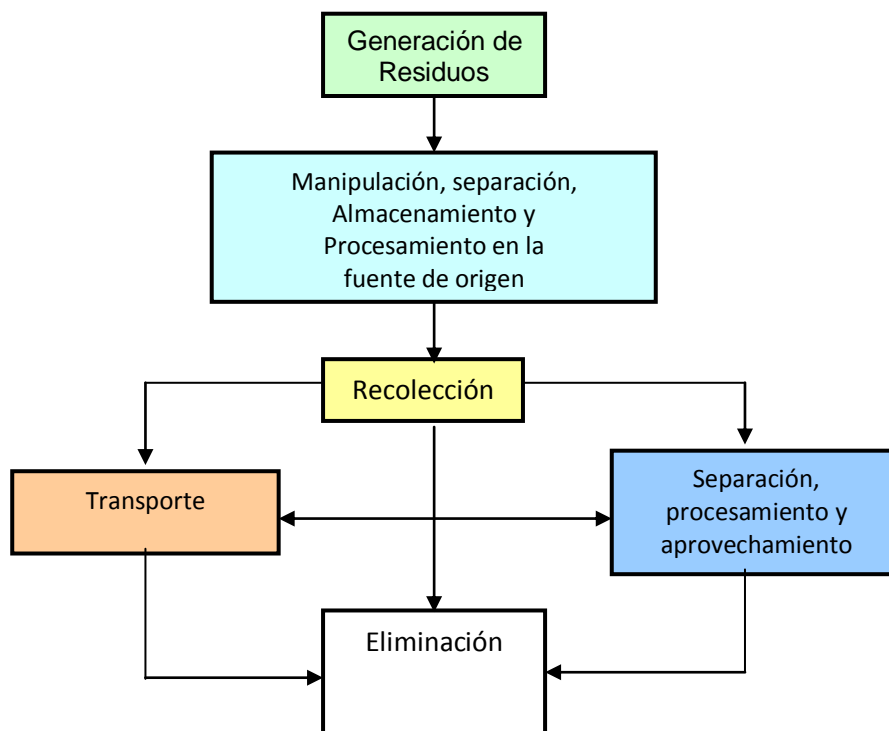 Generación de
Residuos
Manipulación, separación,
Almacenamiento y
Procesamiento en la
fuente de origen
Recolección
Transporte
Separación,
procesamiento y
aprovechamiento
Eliminación